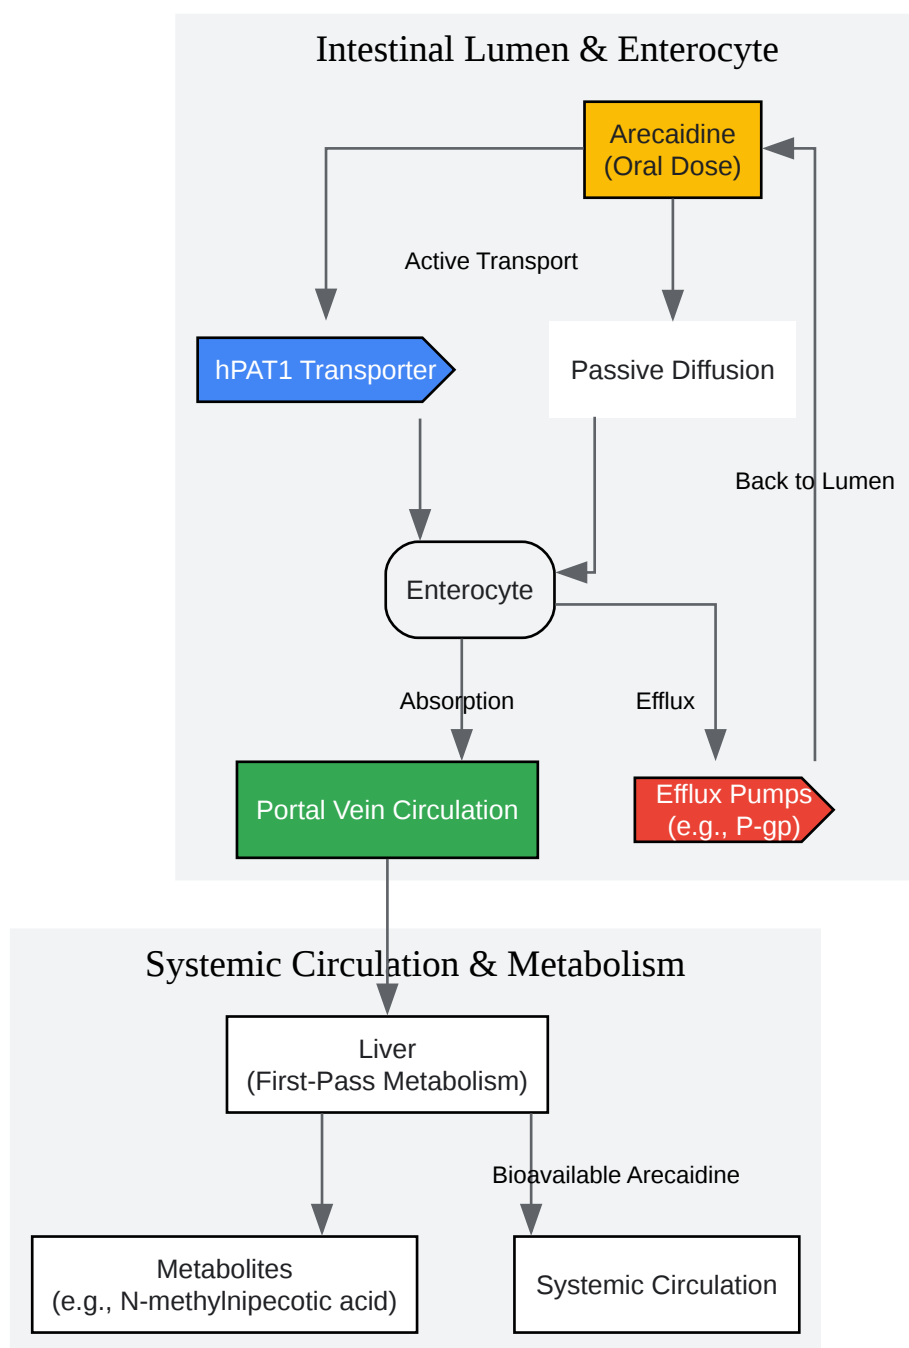 Intestinal Lumen & Enterocyte
Arecaidine
(Oral Dose)
Active Transport
hPAT1 Transporter
Passive Diffusion
Back to Lumen
Enterocyte
Absorption
Efflux
Portal Vein Circulation
Efflux Pumps
(e.g., P-gp)
Systemic Circulation & Metabolism
Liver
(First-Pass Metabolism)
Bioavailable Arecaidine
Metabolites
(e.g., N-methylnipecotic acid)
Systemic Circulation